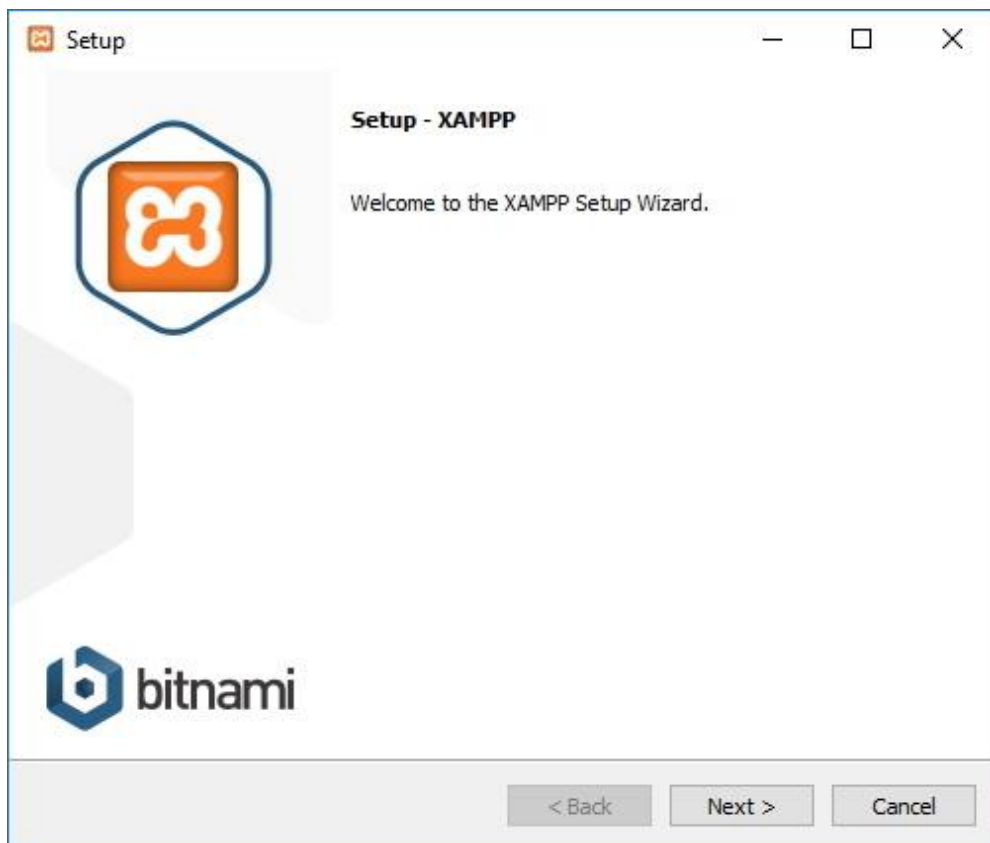 Setup
Setup - XAMPP
Welcome to the XAMPP Setup Wizard.
bitnami
< Back
Next >
Cancel